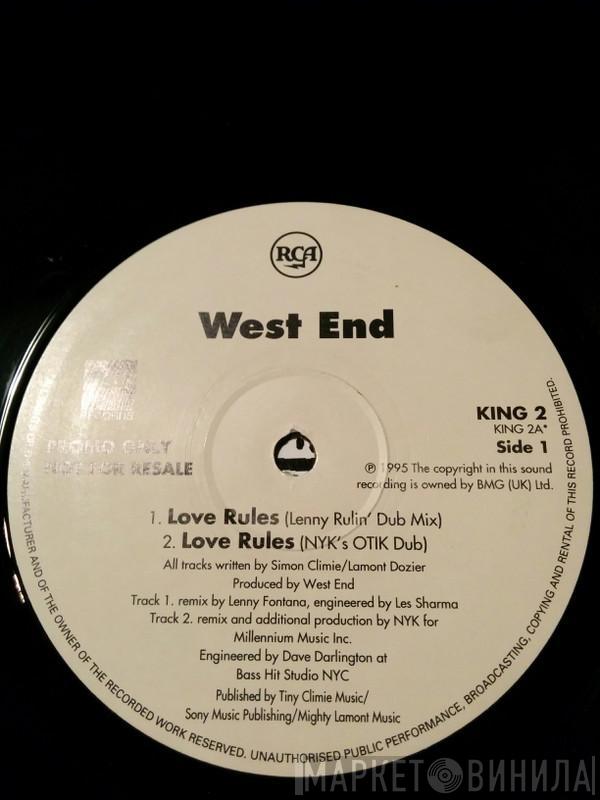 RCA
West End
PROMO ONLY
NOT FOR RESALE
KING 2
KING 2A*
Side 1
℗ 1995 The copyright in this sound
recording is owned by BMG (UK) Ltd.
1. Love Rules (Lenny Rulin' Dub Mix)
2. Love Rules (NYK's OTIK Dub)
All tracks written by Simon Climie/Lamont Dozier
Produced by West End
Track 1. remix by Lenny Fontana, engineered by Les Sharma
Track 2. remix and additional production by NYK for
Millennium Music Inc.
Engineered by Dave Darlington at
Bass Hit Studio NYC
Published by Tiny Climie Music/
Sony Music Publishing/Mighty Lamont Music
MANUFACTURER AND OF THE OWNER OF THE RECORDED WORK RESERVED. UNAUTHORISED PUBLIC PERFORMANCE, BROADCASTING, COPYING AND RENTAL OF THIS RECORD PROHIBITED.
МАРКЕТ ВИНИЛА